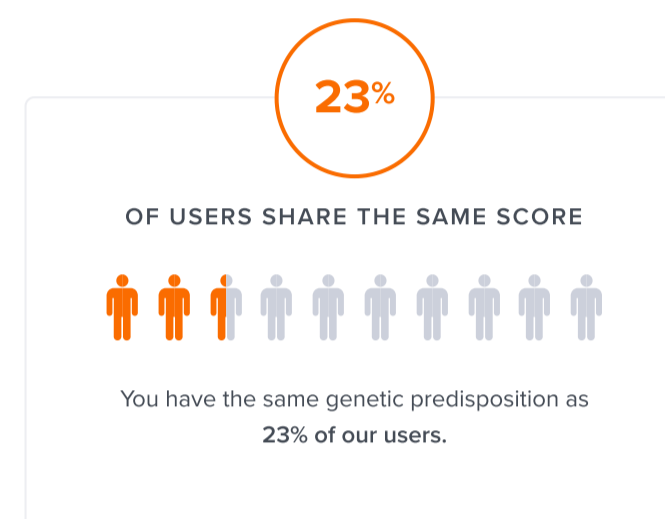 23%
OF USERS SHARE THE SAME SCORE
You have the same genetic predisposition as
23% of our users.